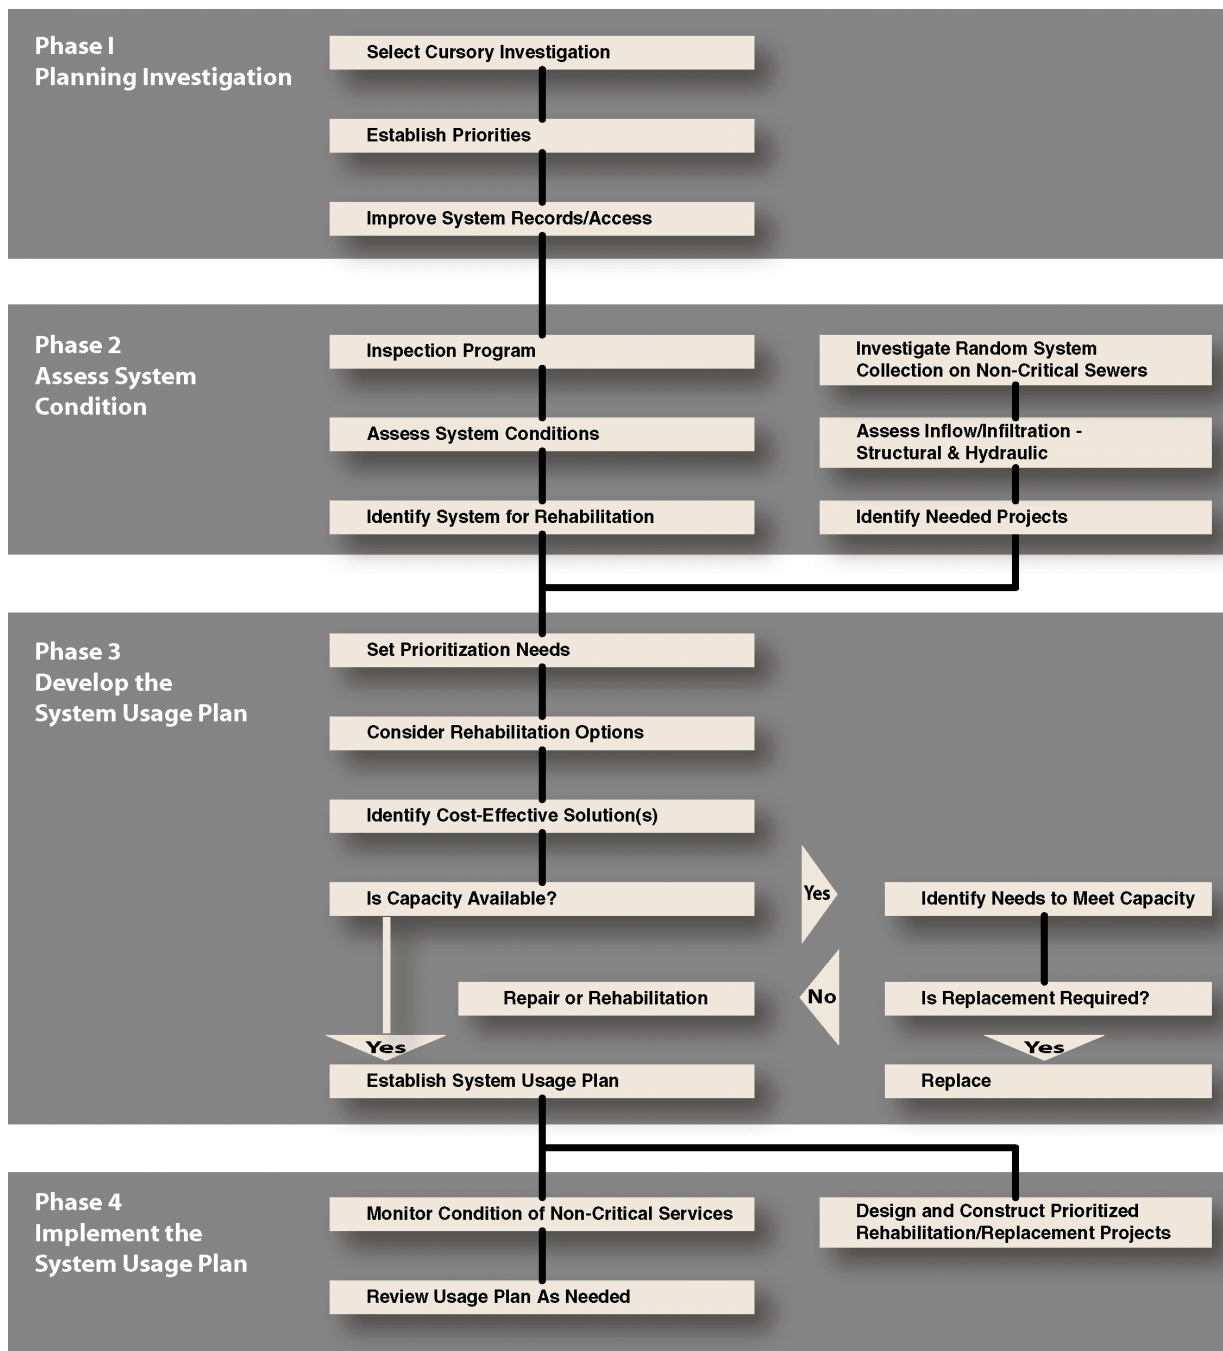 Phase I
Planning Investigation
Select Cursory Investigation
Establish Priorities
Improve System Records/Access
Phase 2
Assess System
Condition
Inspection Program
Assess System Conditions
Identify System for Rehabilitation
Investigate Random System
Collection on Non-Critical Sewers
Assess Inflow/Infiltration -
Structural & Hydraulic
Identify Needed Projects
Phase 3
Develop the
System Usage Plan
Set Prioritization Needs
Consider Rehabilitation Options
Identify Cost-Effective Solution(s)
Is Capacity Available?
Yes
Identify Needs to Meet Capacity
Repair or Rehabilitation
No
Is Replacement Required?
Yes
Yes
Establish System Usage Plan
Replace
Phase 4
Implement the
System Usage Plan
Monitor Condition of Non-Critical Services
Review Usage Plan As Needed
Design and Construct Prioritized
Rehabilitation/Replacement Projects